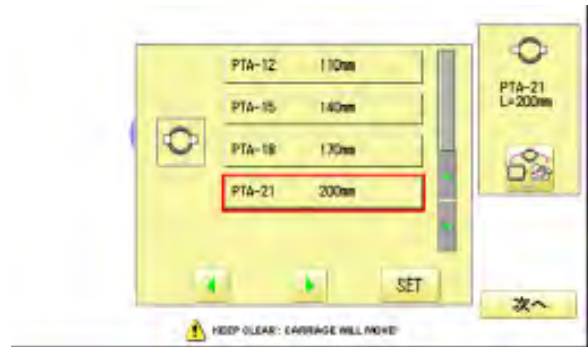 PTA-12 110mm
PTA-15 140mm
PTA-18 170mm
PTA-21 200mm
SET
KEEP CLEAR: CARRIAGE WILL MOVE!
PTA-21
L=200mm
次へ